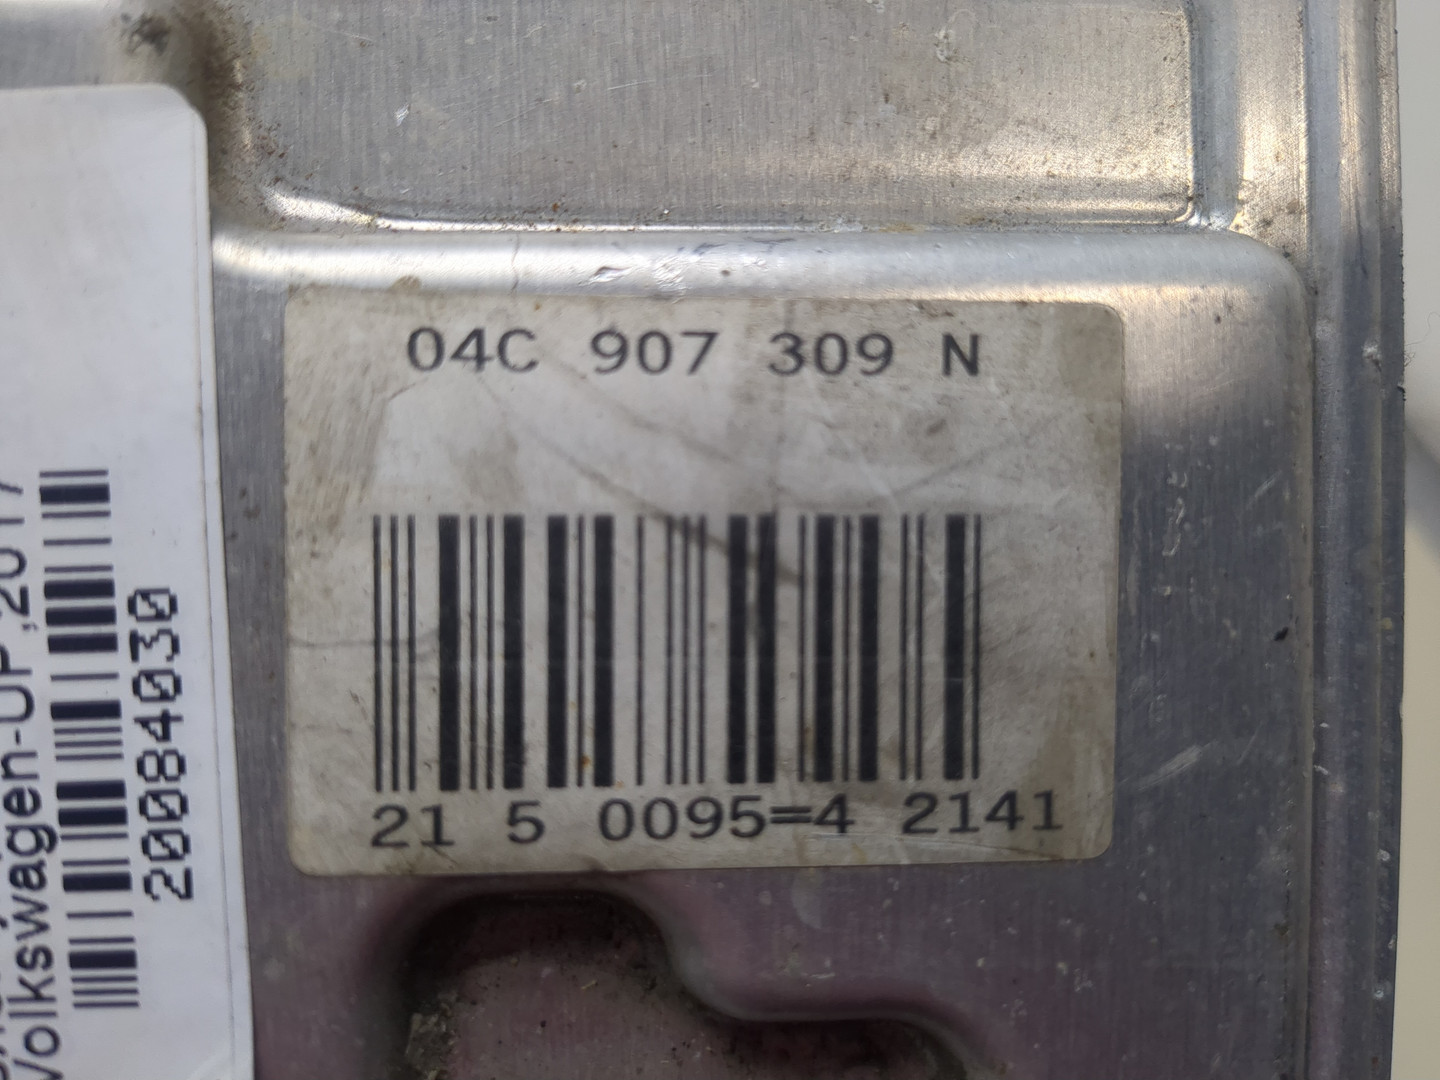 04C 907 309 N
21 5 0095=4 2141
Volkswagen-UP,2017
20084030